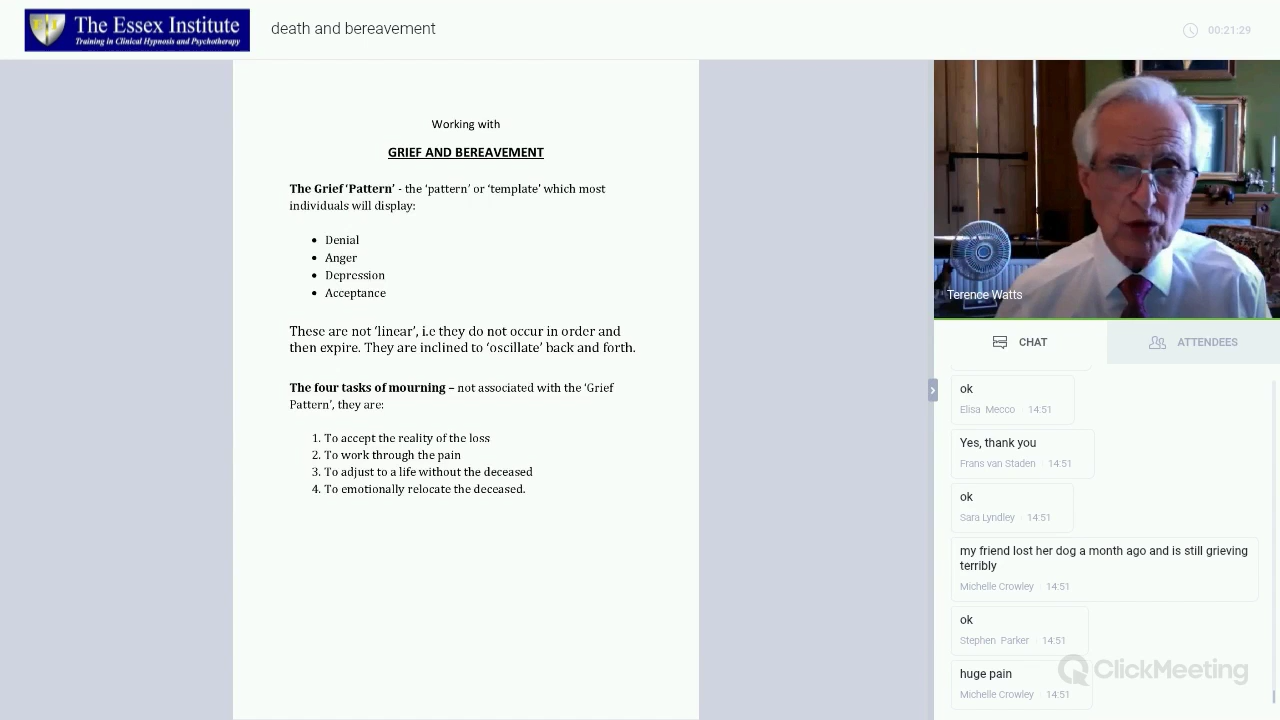 The Essex Institute
Training in Clinical Hypnosis and Psychotherapy
death and bereavement
00:21:29
Working with
GRIEF AND BEREAVEMENT
The Grief ‘Pattern’ - the ‘pattern’ or ‘template’ which most
individuals will display:
• Denial
• Anger
• Depression
• Acceptance
These are not ‘linear’, i.e they do not occur in order and
then expire. They are inclined to ‘oscillate’ back and forth.
The four tasks of mourning – not associated with the ‘Grief
Pattern’, they are:
1. To accept the reality of the loss
2. To work through the pain
3. To adjust to a life without the deceased
4. To emotionally relocate the deceased.
Terence Watts
CHAT
ATTENDEES
ok
Elisa Mecco 14:51
Yes, thank you
Frans van Staden 14:51
ok
Sara Lyndley 14:51
my friend lost her dog a month ago and is still grieving
terribly
Michelle Crowley 14:51
ok
Stephen Parker 14:51
huge pain
Michelle Crowley 14:51
ClickMeeting